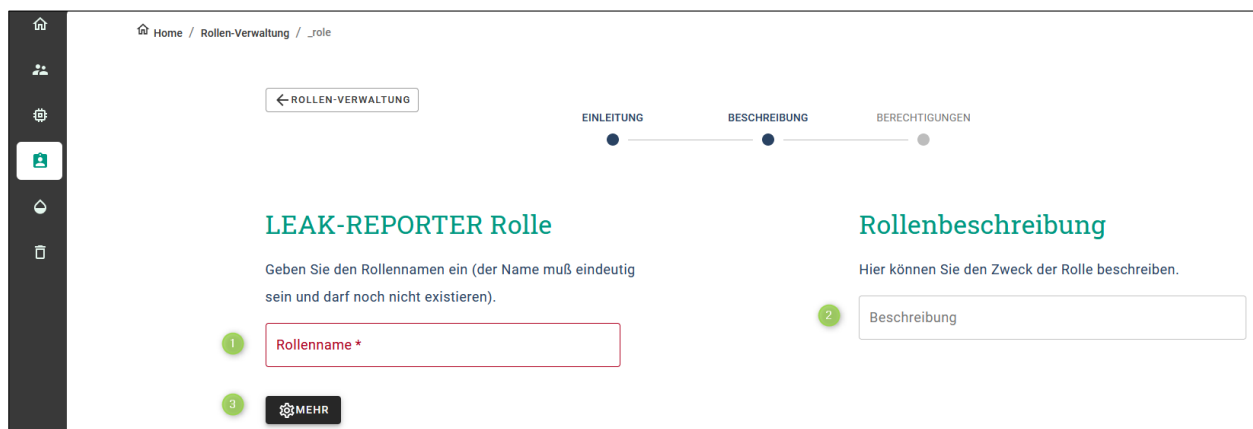 Home / Rollen-Verwaltung / _role
ROLLEN-VERWALTUNG
EINLEITUNG BESCHREIBUNG BERECHTIGUNGEN
LEAK-REPORTER Rolle
Geben Sie den Rollennamen ein (der Name muß eindeutig
sein und darf noch nicht existieren).
1 Rollenname *
3 MEHR
Rollenbeschreibung
Hier können Sie den Zweck der Rolle beschreiben.
2 Beschreibung